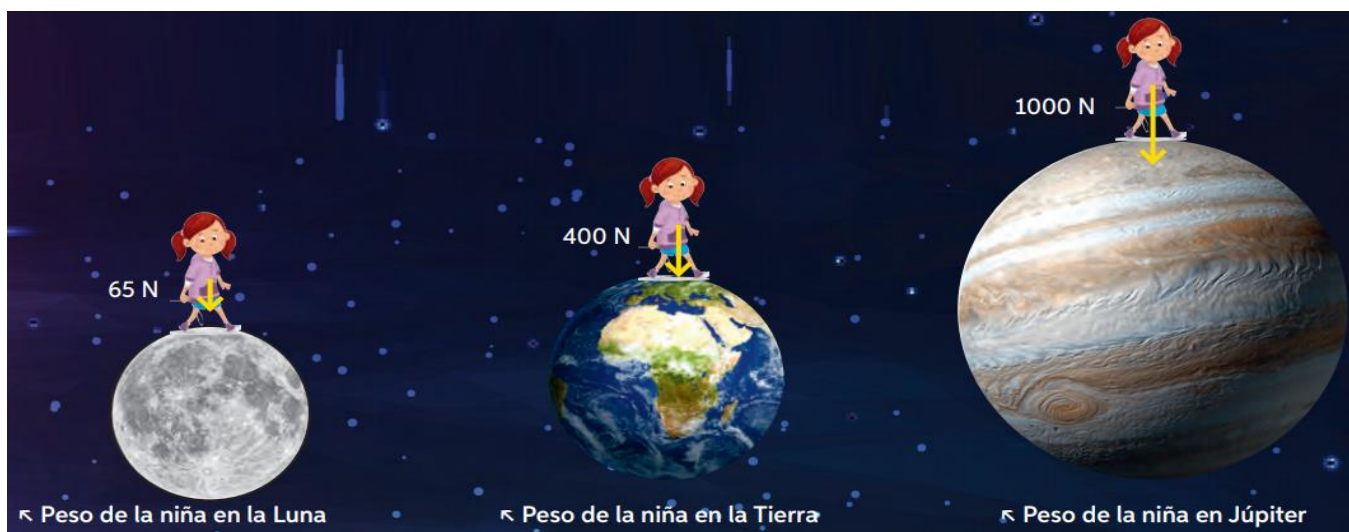 65 N
400 N
1000 N
↖ Peso de la niña en la Luna
↖ Peso de la niña en la Tierra
↖ Peso de la niña en Júpiter